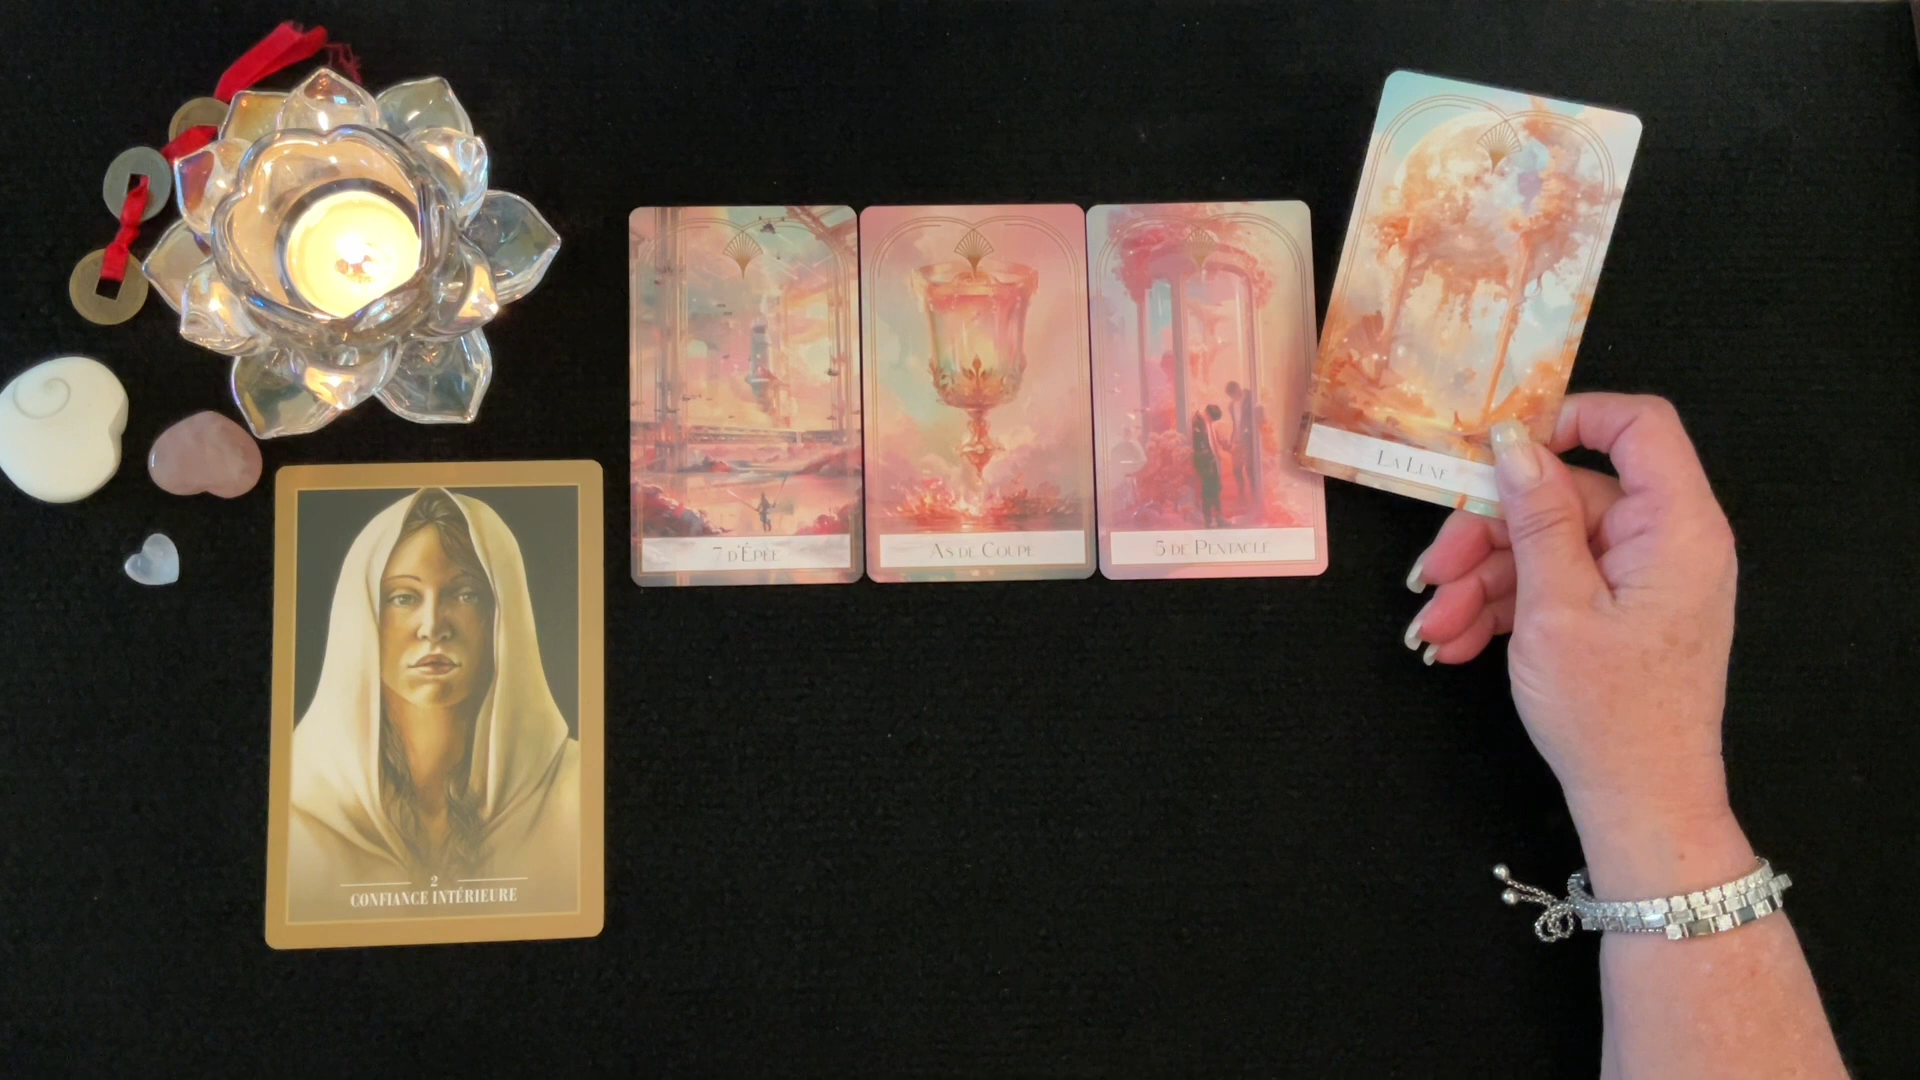 7 d'Épée
As de Coupe
5 de Pentacle
La Lune
2
CONFIANCE INTÉRIEURE